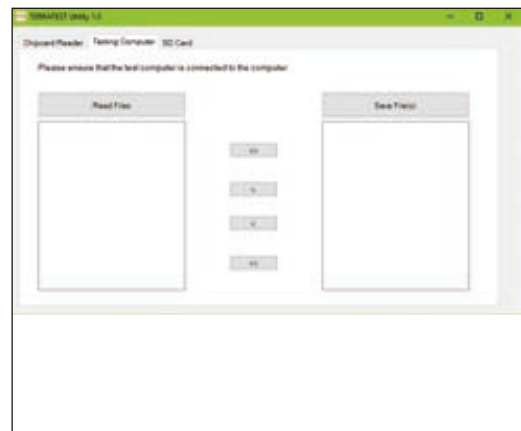 TERRATEST Utility 1.0
Chipcard Reader Testing Computer SD Card
Please ensure that the test computer is connected to the computer
Read Files Save File(s)
>>
>
<
<<